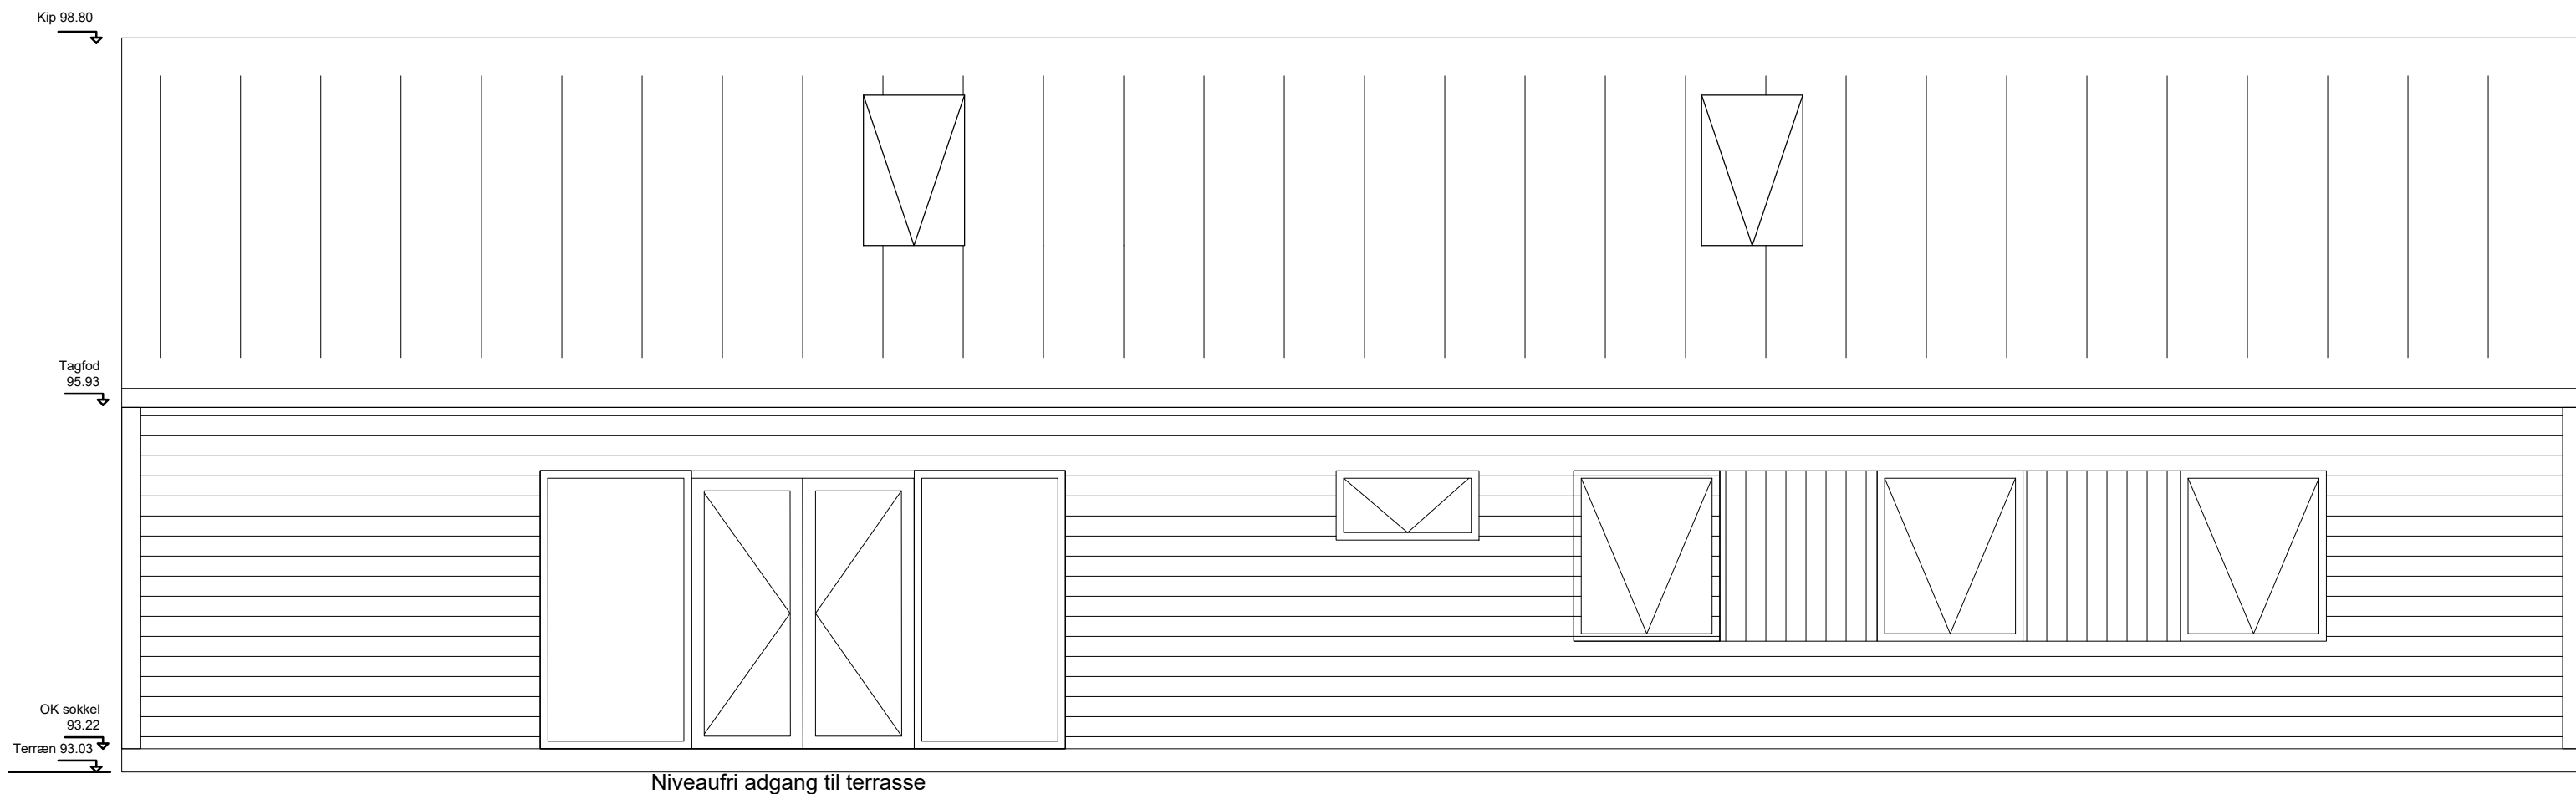 Kip 98.80
Tagfod
95.93
OK sokkel
93.22
Terræn 93.03
Niveaufri adgang til terrasse